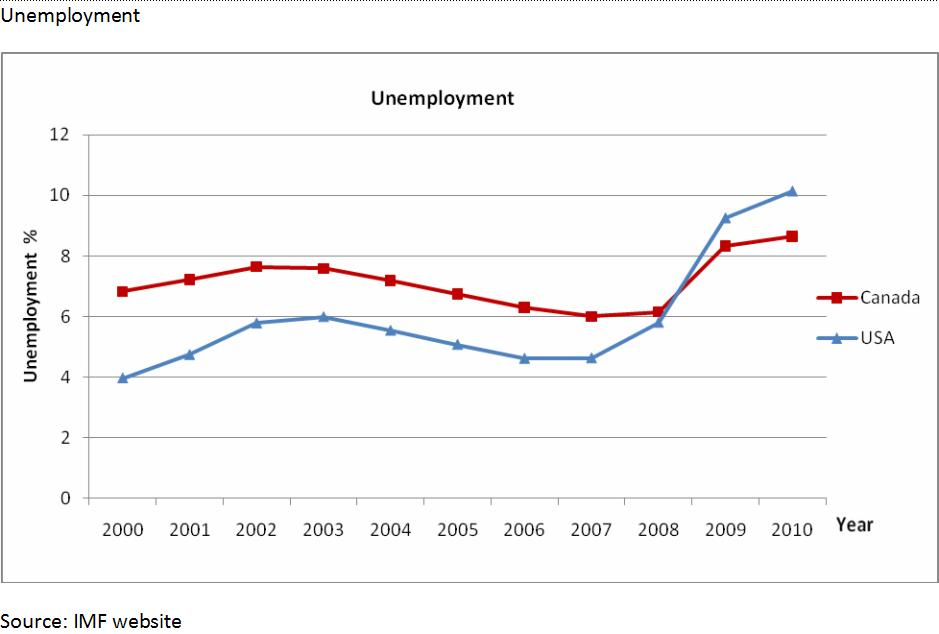 Unemployment
Unemployment
12
10
8
6
4
2
0
Unemployment %
2000 2001 2002 2003 2004 2005 2006 2007 2008 2009 2010
Year
Canada
USA
Source: IMF website